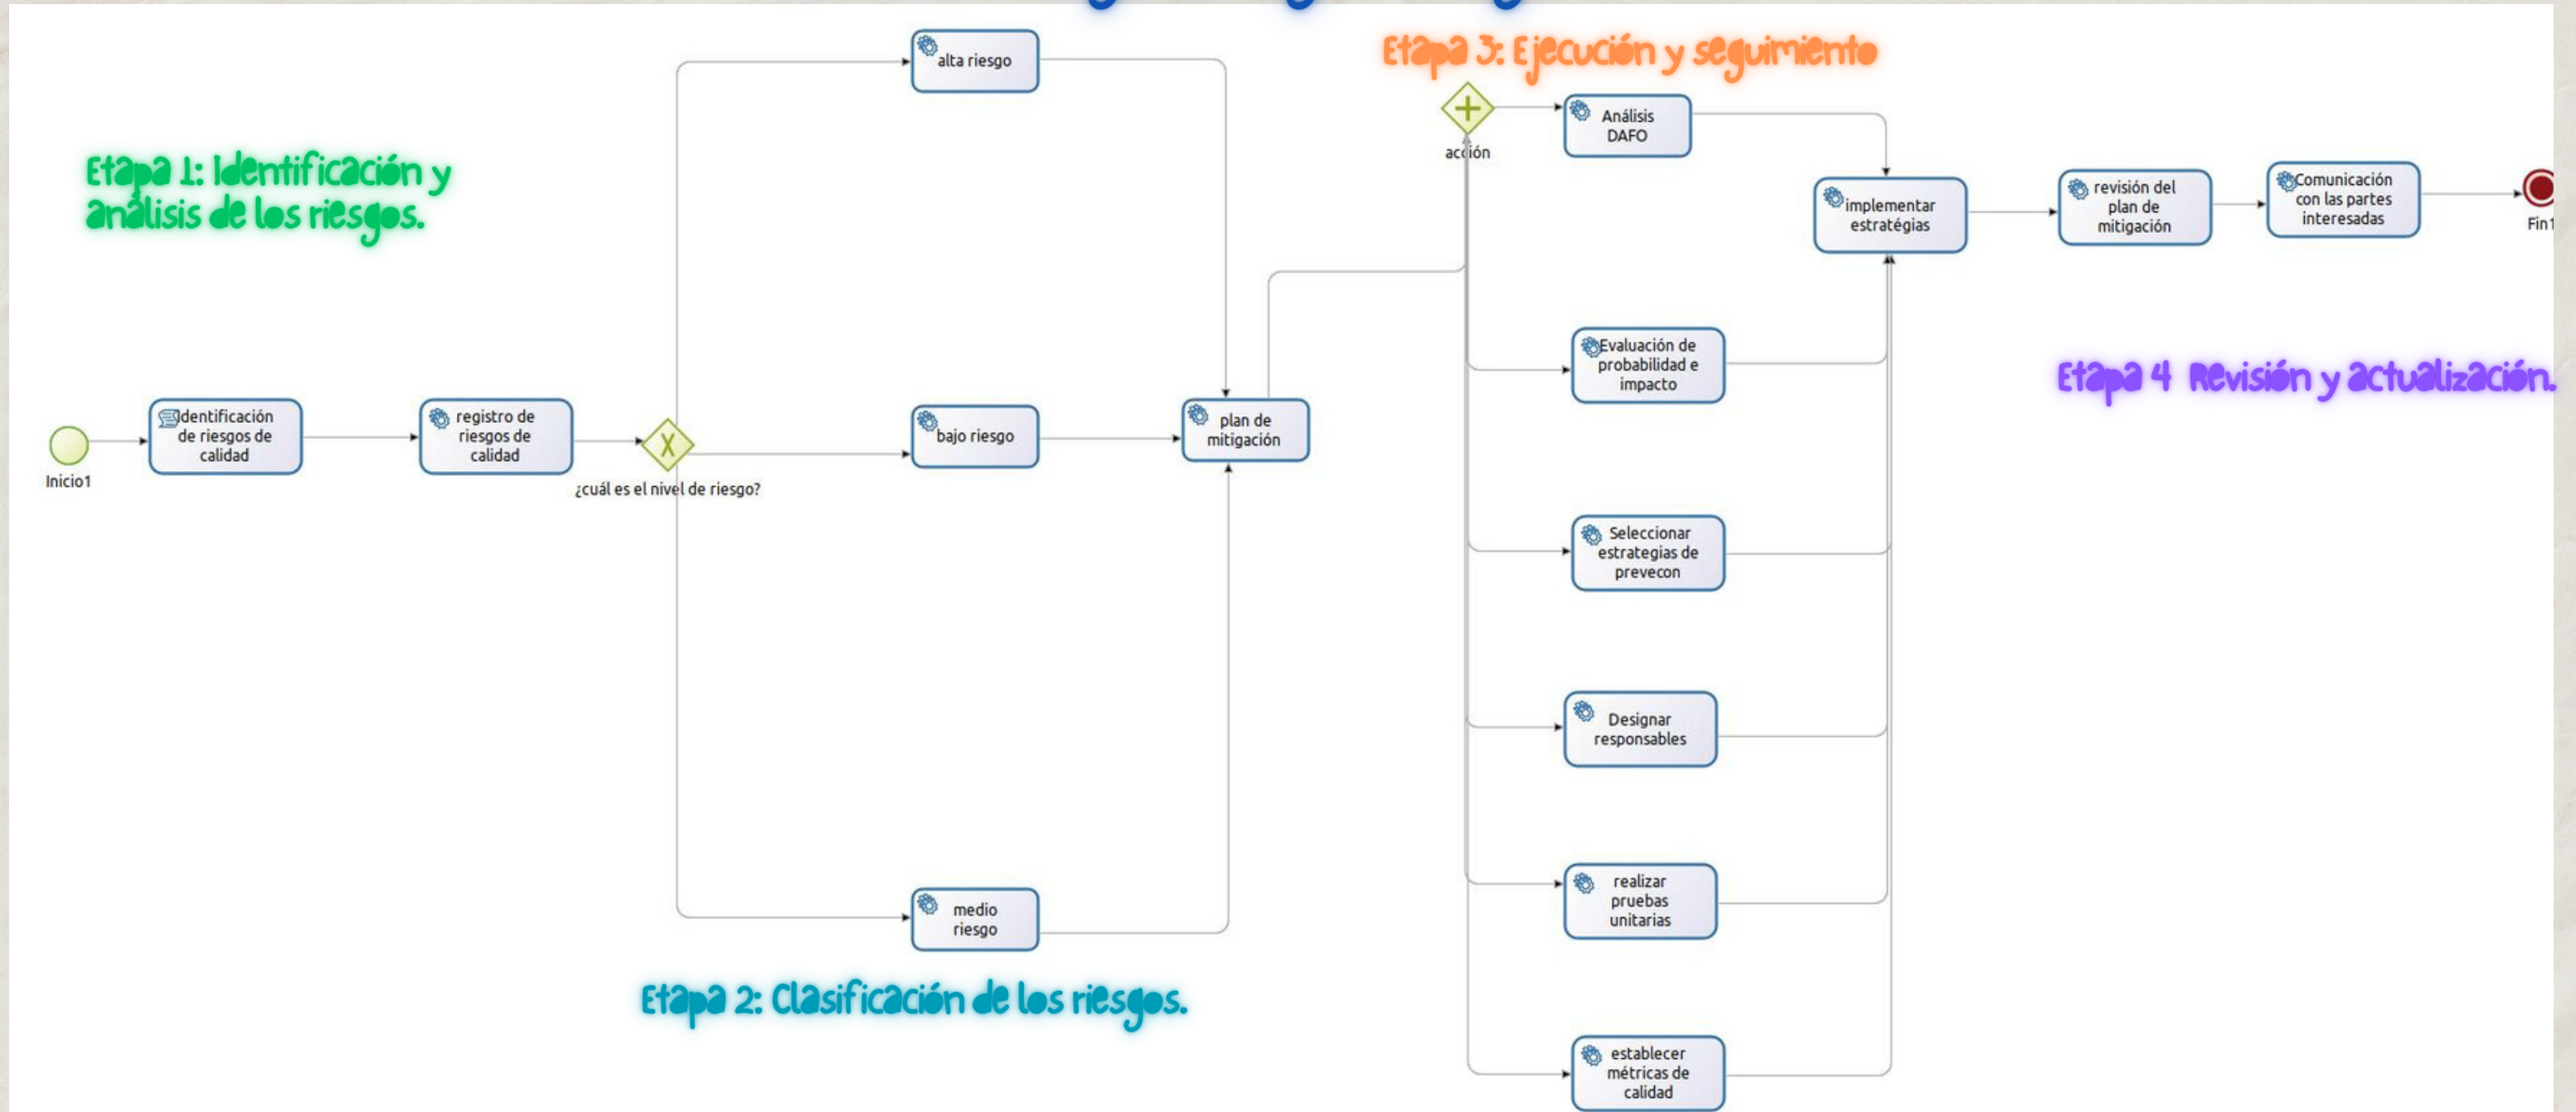 Etapa 3: Ejecución y seguimiento
Etapa 1: Identificación y
análisis de los riesgos.
alta riesgo
Inicio1
dentificación
de riesgos de
calidad
registro de
riesgos de
calidad
¿cuál es el nivel de riesgo?
bajo riesgo
medio
riesgo
plan de
mitigación
Etapa 2: Clasificación de los riesgos.
acción
Análisis
DAFO
Evaluación de
probabilidad e
impacto
Seleccionar
estrategias de
prevecon
Designar
responsables
realizar
pruebas
unitarias
establecer
métricas de
calidad
implementar
estratégias
revisión del
plan de
mitigación
Comunicación
con las partes
interesadas
Fin1
Etapa 4 Revisión y actualización.